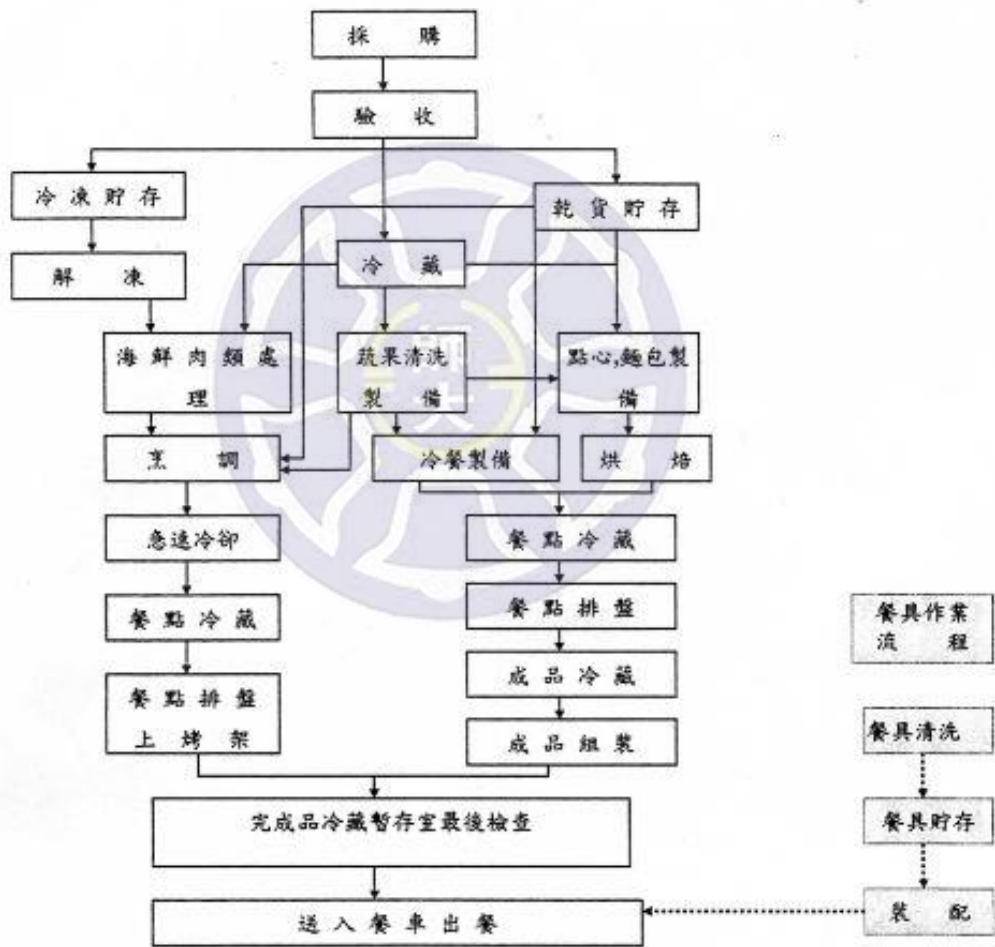 採購
驗收
冷凍貯存
乾貨貯存
解凍
冷藏
海鮮肉類處
理
蔬果清洗
製備
點心,麵包製
備
烹調
冷餐製備
烘焙
急速冷卻
餐點冷藏
餐點冷藏
餐點排盤
餐點排盤
上烤架
成品冷藏
成品組裝
完成品冷藏暫存室最後檢查
送入餐車出餐
餐具作業
流程
餐具清洗
餐具貯存
裝配
師大